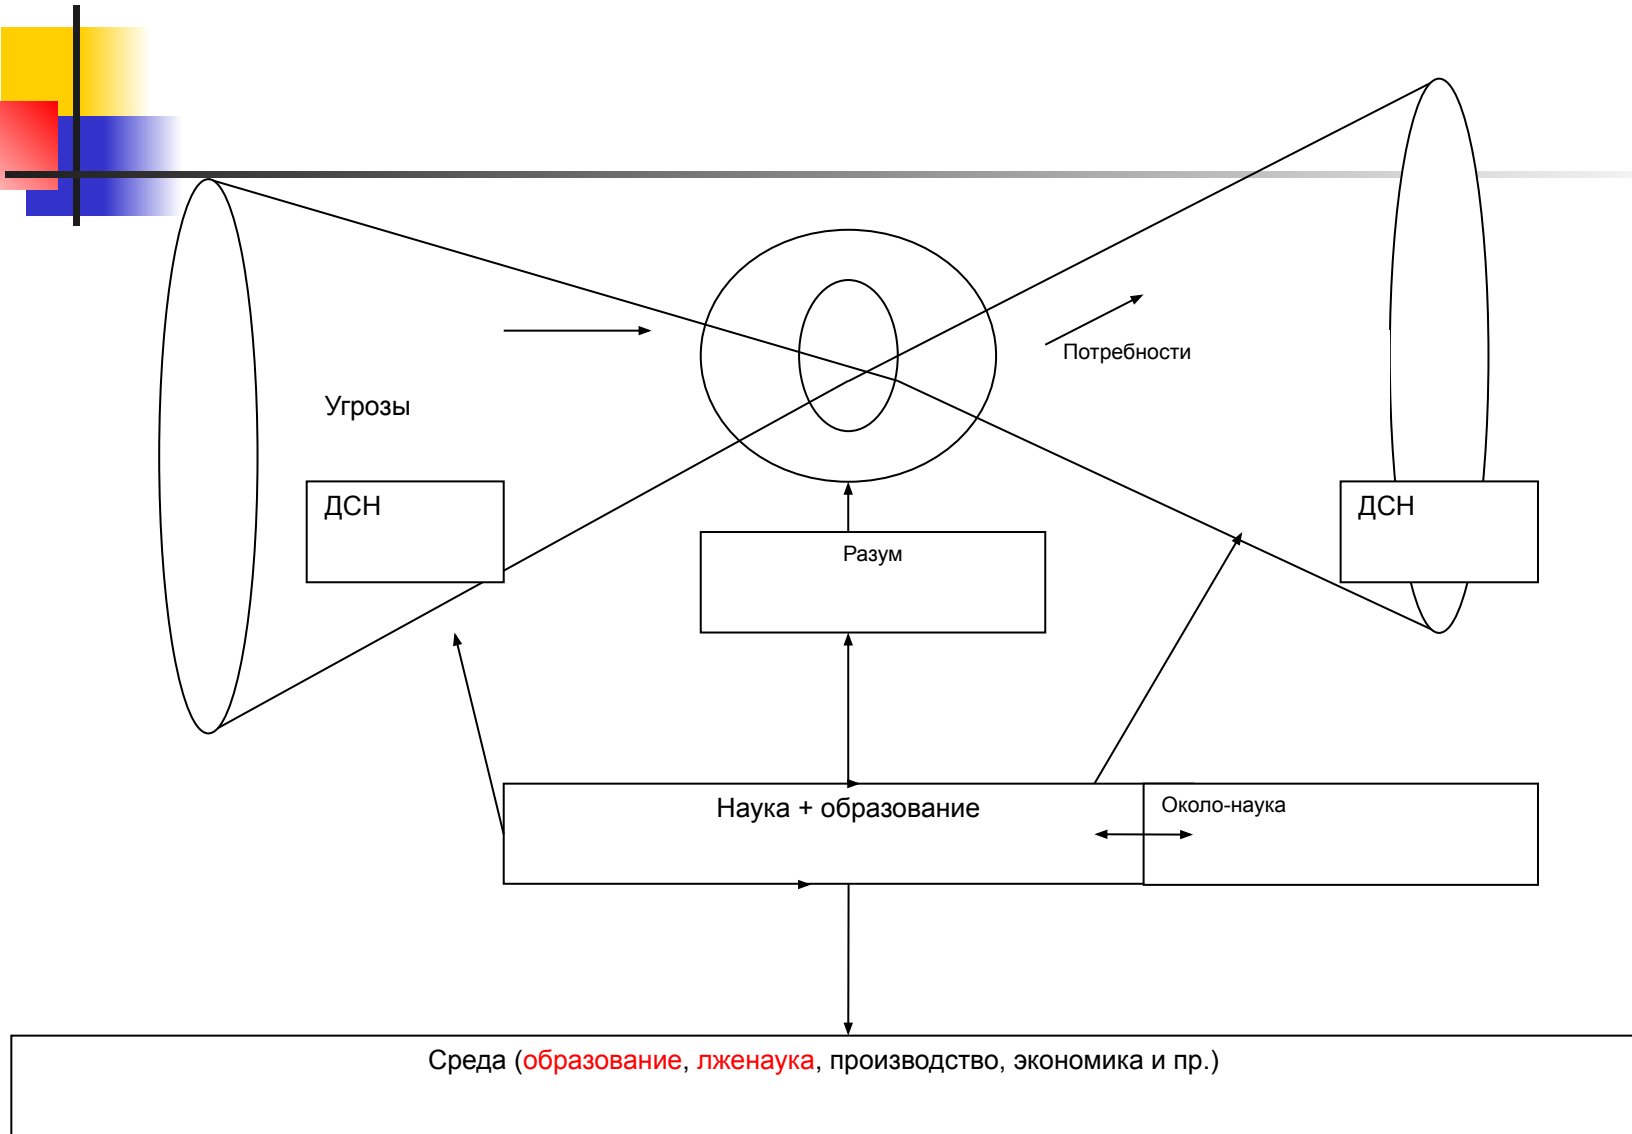 Потребности
Угрозы
ДСН
ДСН
Разум
Наука + образование
Около-наука
Среда (образование, лженаука, производство, экономика и пр.)